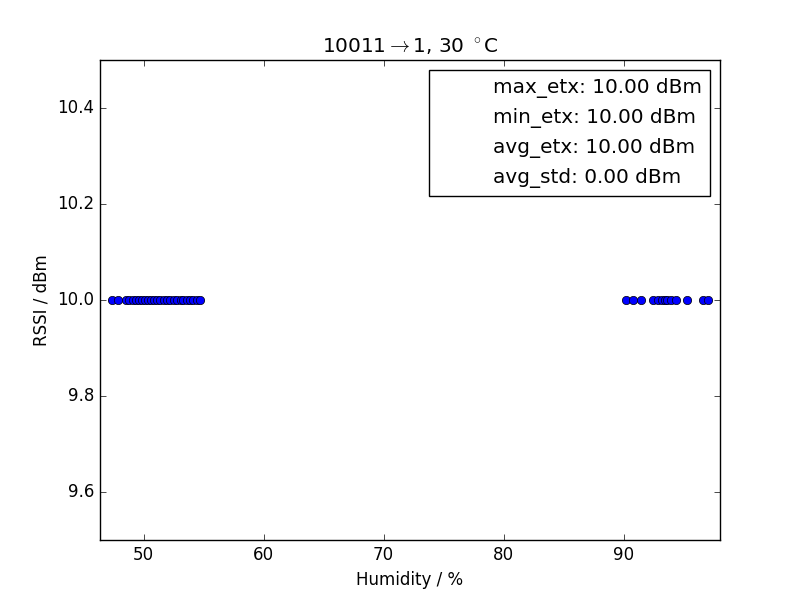 10011→1, 30 °C
max_etx: 10.00 dBm
min_etx: 10.00 dBm
avg_etx: 10.00 dBm
avg_std: 0.00 dBm
RSSI / dBm
10.4
10.2
10.0
9.8
9.6
50 60 70 80 90
Humidity / %